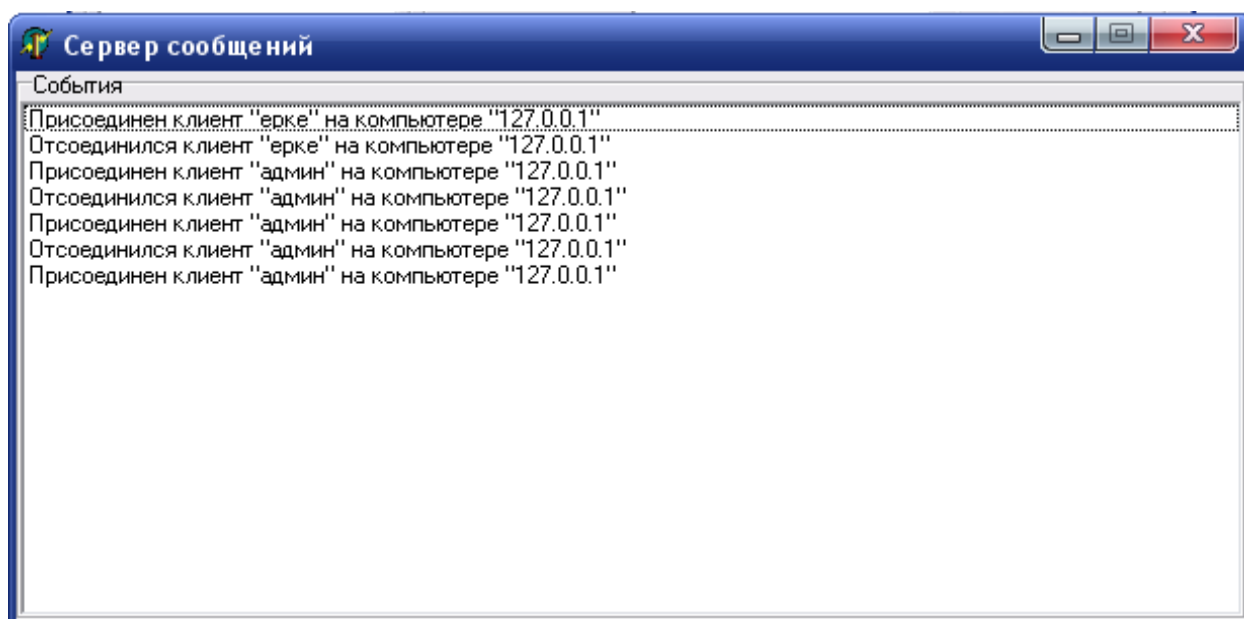 Сервер сообщений
События
Присоединен клиент "ерке" на компьютере "127.0.0.1"
Отсоединился клиент "ерке" на компьютере "127.0.0.1"
Присоединен клиент "админ" на компьютере "127.0.0.1"
Отсоединился клиент "админ" на компьютере "127.0.0.1"
Присоединен клиент "админ" на компьютере "127.0.0.1"
Отсоединился клиент "админ" на компьютере "127.0.0.1"
Присоединен клиент "админ" на компьютере "127.0.0.1"